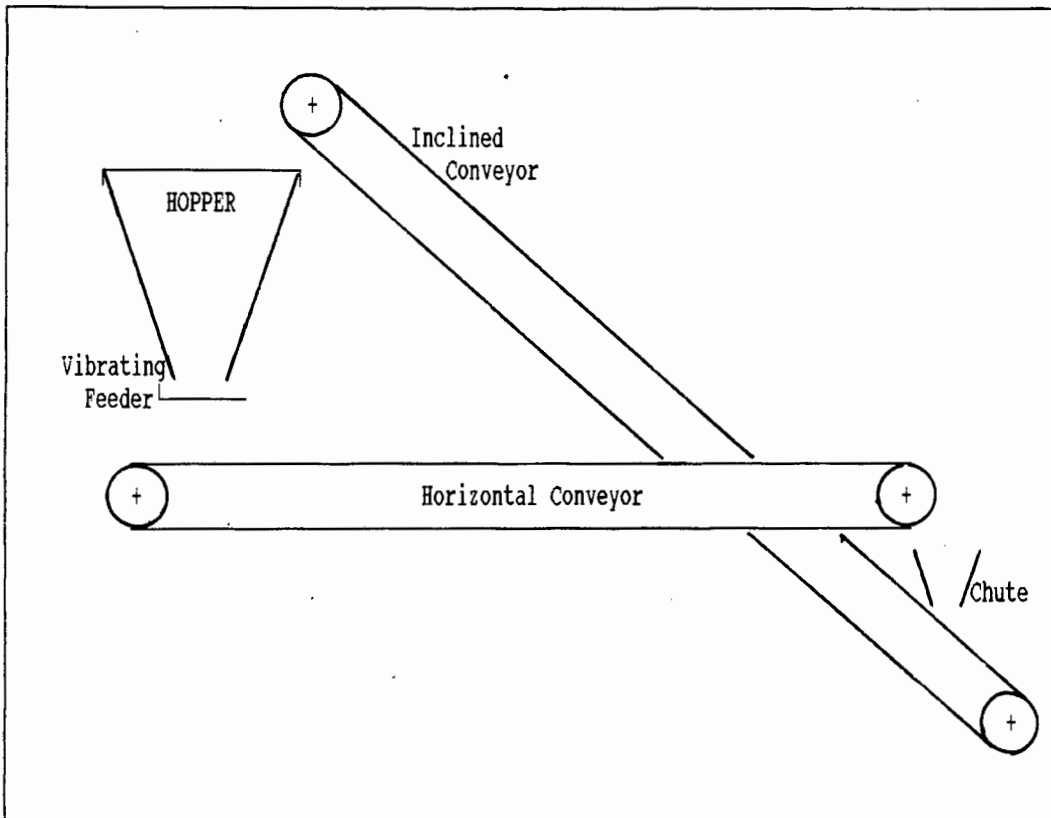 Inclined
Conveyor
HOPPER
Vibrating
Feeder
Horizontal Conveyor
Chute